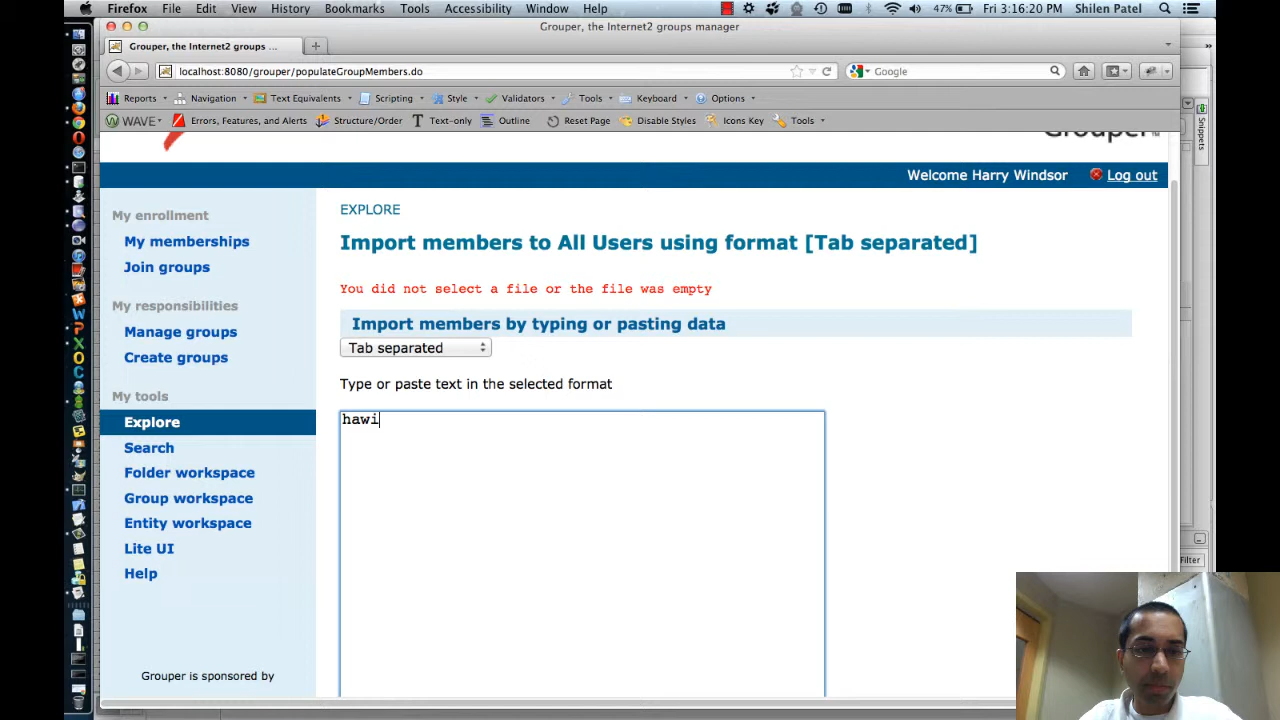 Firefox File Edit View History Bookmarks Tools Accessibility Window Help 47% Fri 3:16:20 PM Shilen Patel
Grouper, the Internet2 groups manager
Grouper, the Internet2 groups manager ...
localhost:8080/grouper/populateGroupMembers.do Google
Reports Navigation Text Equivalents Scripting Style Validators Tools Keyboard Options
WAVE Errors, Features, and Alerts Structure/Order Text-only Outline Reset Page Disable Styles Icons Key Tools
Snippets
Welcome Harry Windsor Log out
My enrollment
My memberships
Join groups
My responsibilities
Manage groups
Create groups
My tools
Explore
Search
Folder workspace
Group workspace
Entity workspace
Lite UI
Help
Grouper is sponsored by
EXPLORE
Import members to All Users using format [Tab separated]
You did not select a file or the file was empty
Import members by typing or pasting data
Tab separated
Type or paste text in the selected format
hawi
Filter